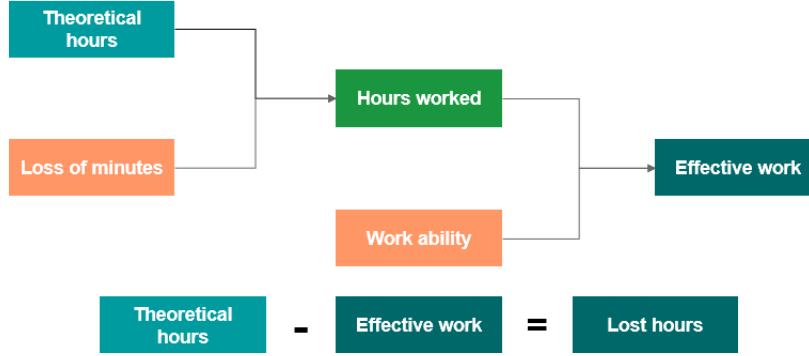 Theoretical
hours
Hours worked
Loss of minutes
Effective work
Work ability
Theoretical
hours
-
Effective work
=
Lost hours